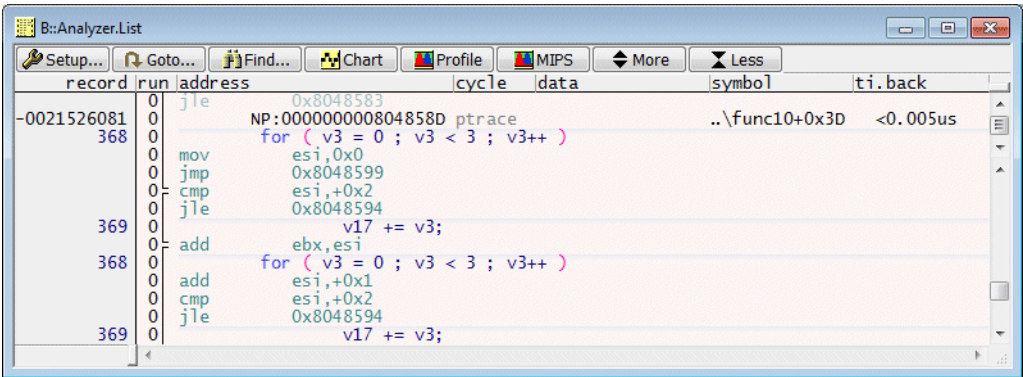 B::Analyzer.List
Setup... Goto... Find... Chart Profile MIPS More Less
record run address cycle data symbol ti.back
0 jle 0x8048583
-0021526081 0 NP:000000000804858D ptrace ..\func10+0x3D <0.005us
368 0 for ( v3 = 0 ; v3 < 3 ; v3++ )
0 mov esi,0x0
0 jmp 0x8048599
0 cmp esi,+0x2
0 jle 0x8048594
369 0 v17 += v3;
0 add ebx,esi
368 0 for ( v3 = 0 ; v3 < 3 ; v3++ )
0 add esi,+0x1
0 cmp esi,+0x2
0 jle 0x8048594
369 0 v17 += v3;